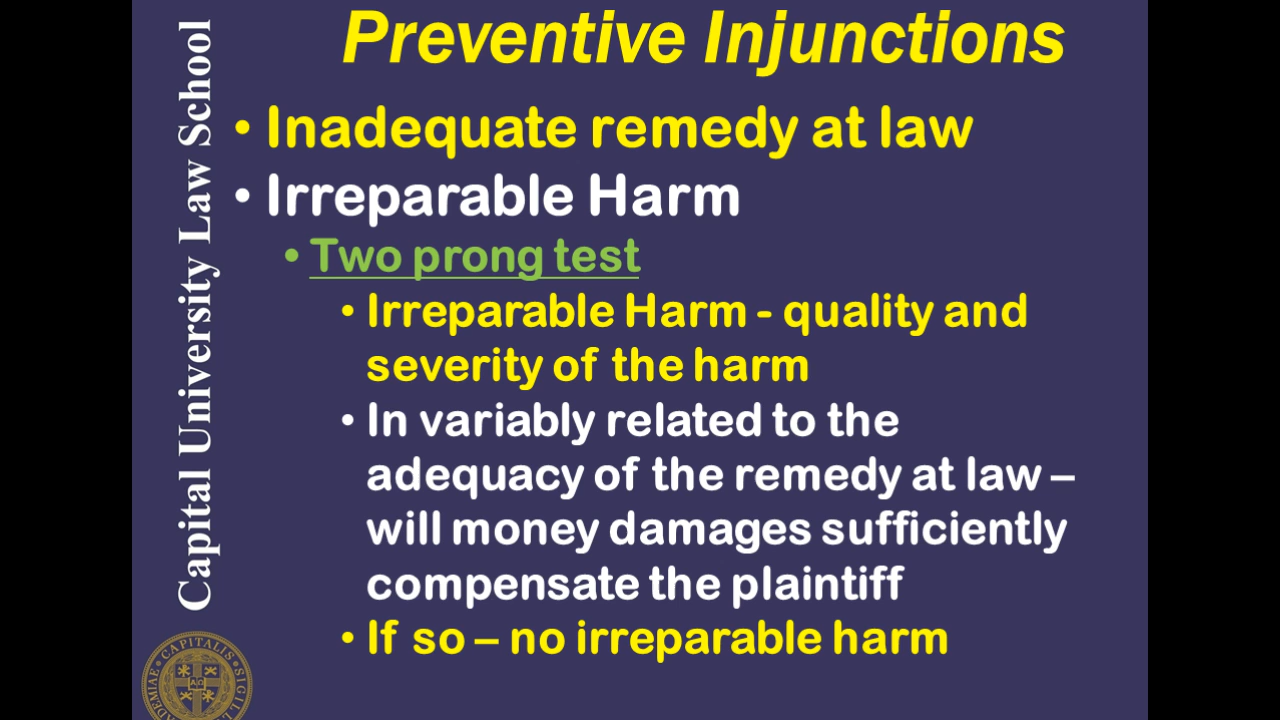 Preventive Injunctions
Capital University Law School
• Inadequate remedy at law
• Irreparable Harm
• Two prong test
• Irreparable Harm - quality and
severity of the harm
• In variably related to the
adequacy of the remedy at law –
will money damages sufficiently
compensate the plaintiff
• If so – no irreparable harm
CAPITALIS